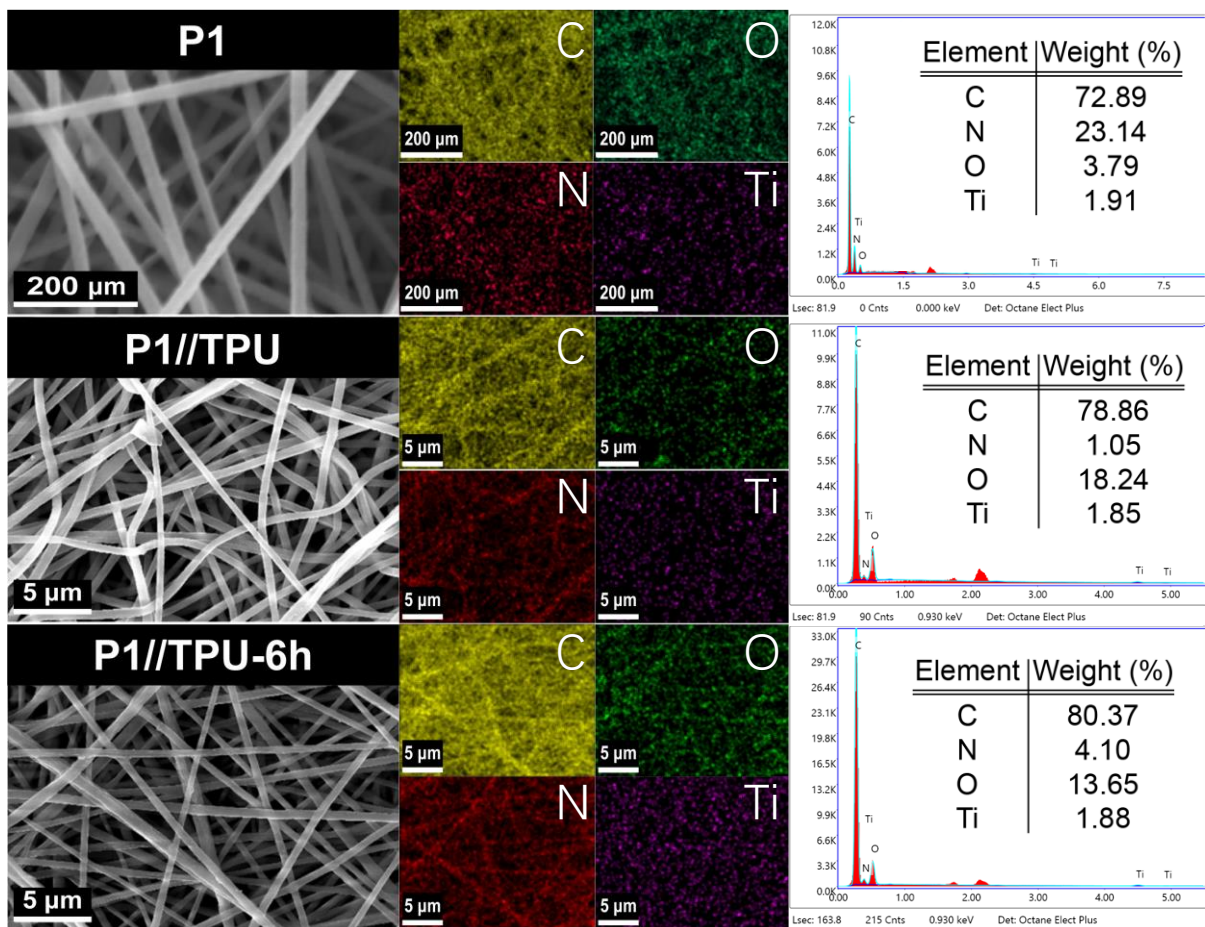 P1
200 µm
C
200 µm
O
200 µm
N
200 µm
Ti
200 µm
12.0K
10.8K
9.6K
8.4K
7.2K
6.0K
4.8K
3.6K
2.4K
1.2K
0.0K
C
Ti
N
O
Ti Ti
0.0 1.5 3.0 4.5 6.0 7.5
Element Weight (%)
C 72.89
N 23.14
O 3.79
Ti 1.91
Lsec: 81.9 0 Cnts 0.000 keV Det: Octane Elect Plus
P1//TPU
5 µm
C
5 µm
O
5 µm
N
5 µm
Ti
5 µm
11.0K
9.9K
8.8K
7.7K
6.6K
5.5K
4.4K
3.3K
2.2K
1.1K
0.0K
C
Ti
O
N
Ti Ti
0.00 1.00 2.00 3.00 4.00 5.00
Element Weight (%)
C 78.86
N 1.05
O 18.24
Ti 1.85
Lsec: 81.9 90 Cnts 0.930 keV Det: Octane Elect Plus
P1//TPU-6h
5 µm
C
5 µm
O
5 µm
N
5 µm
Ti
5 µm
33.0K
29.7K
26.4K
23.1K
19.8K
16.5K
13.2K
9.9K
6.6K
3.3K
0.0K
C
Ti
O
N
Ti Ti
0.00 1.00 2.00 3.00 4.00 5.00
Element Weight (%)
C 80.37
N 4.10
O 13.65
Ti 1.88
Lsec: 163.8 215 Cnts 0.930 keV Det: Octane Elect Plus